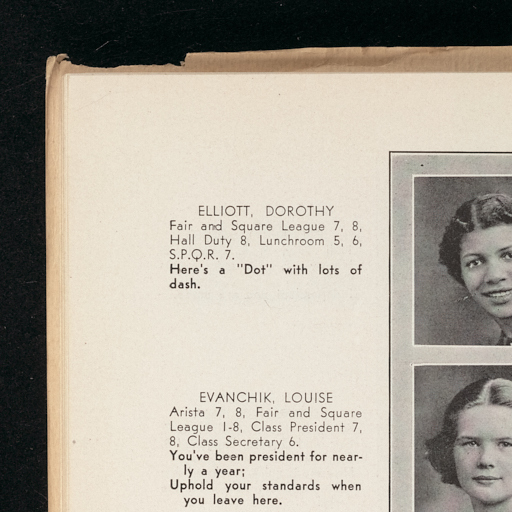 ELLIOTT, DOROTHY
Fair and Square League 7, 8,
Hall Duty 8, Lunchroom 5, 6,
S.P.Q.R. 7.
Here's a "Dot" with lots of
dash.
EVANCHIK, LOUISE
Arista 7, 8, Fair and Square
League 1-8, Class President 7,
8, Class Secretary 6.
You've been president for near-
ly a year;
Uphold your standards when
you leave here.